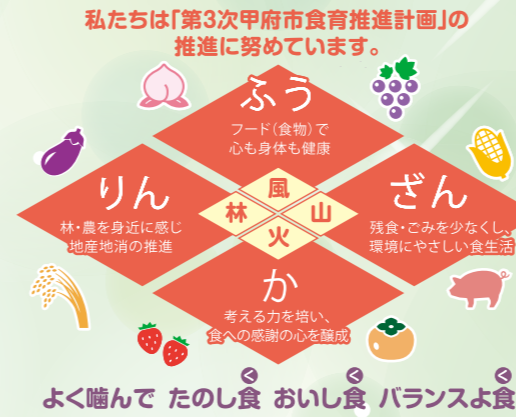 私たちは「第3次甲府市食育推進計画」の
推進に努めています。
ふう
フード（食物）で
心も身体も健康
りん
林・農を身近に感じ
地産地消の推進
風
林 山
火
ざん
残食・ごみを少なくし、
環境にやさしい食生活
か
考える力を培い、
食への感謝の心を醸成
く く く
よく噛んで たのし食 おいし食 バランスよ食